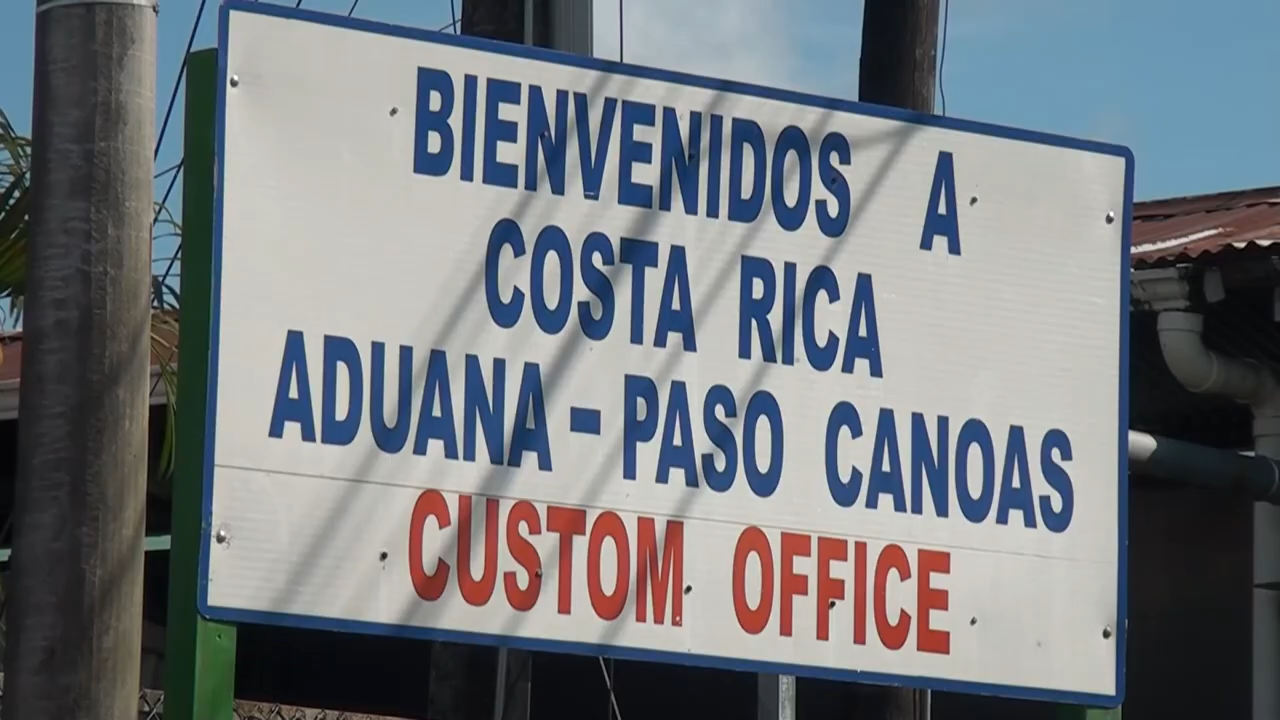 BIENVENIDOS A
COSTA RICA
ADUANA - PASO CANOAS
CUSTOM OFFICE